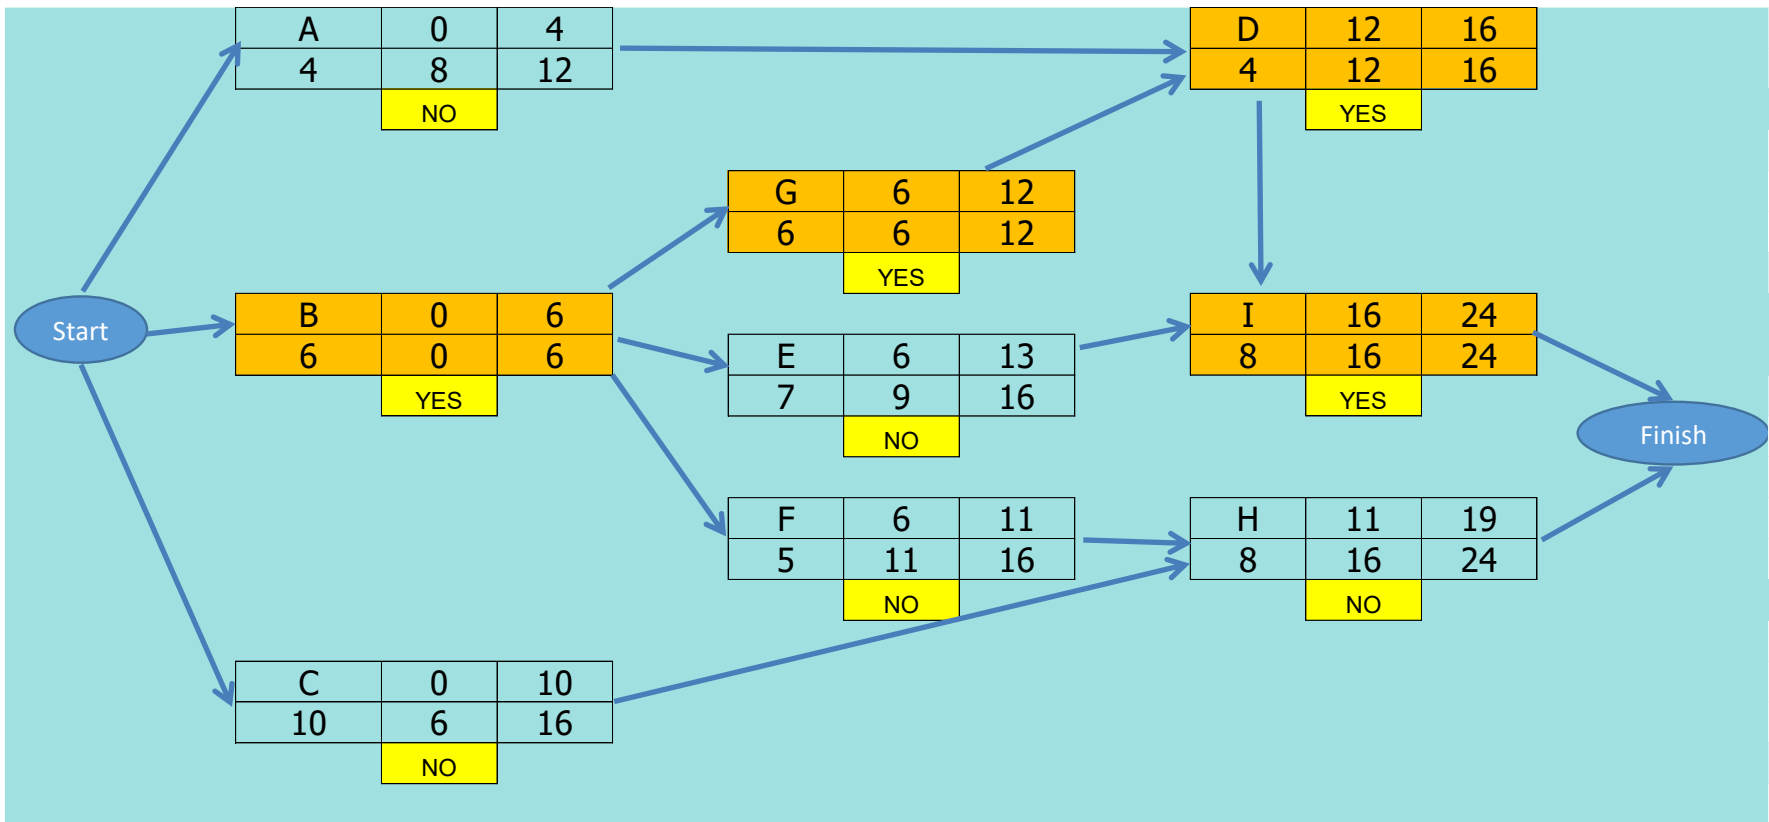 A 0 4
4 8 12
NO
D 12 16
4 12 16
YES
G 6 12
6 6 12
YES
Start
B 0 6
6 0 6
YES
E 6 13
7 9 16
NO
I 16 24
8 16 24
YES
Finish
F 6 11
5 11 16
NO
H 11 19
8 16 24
NO
C 0 10
10 6 16
NO